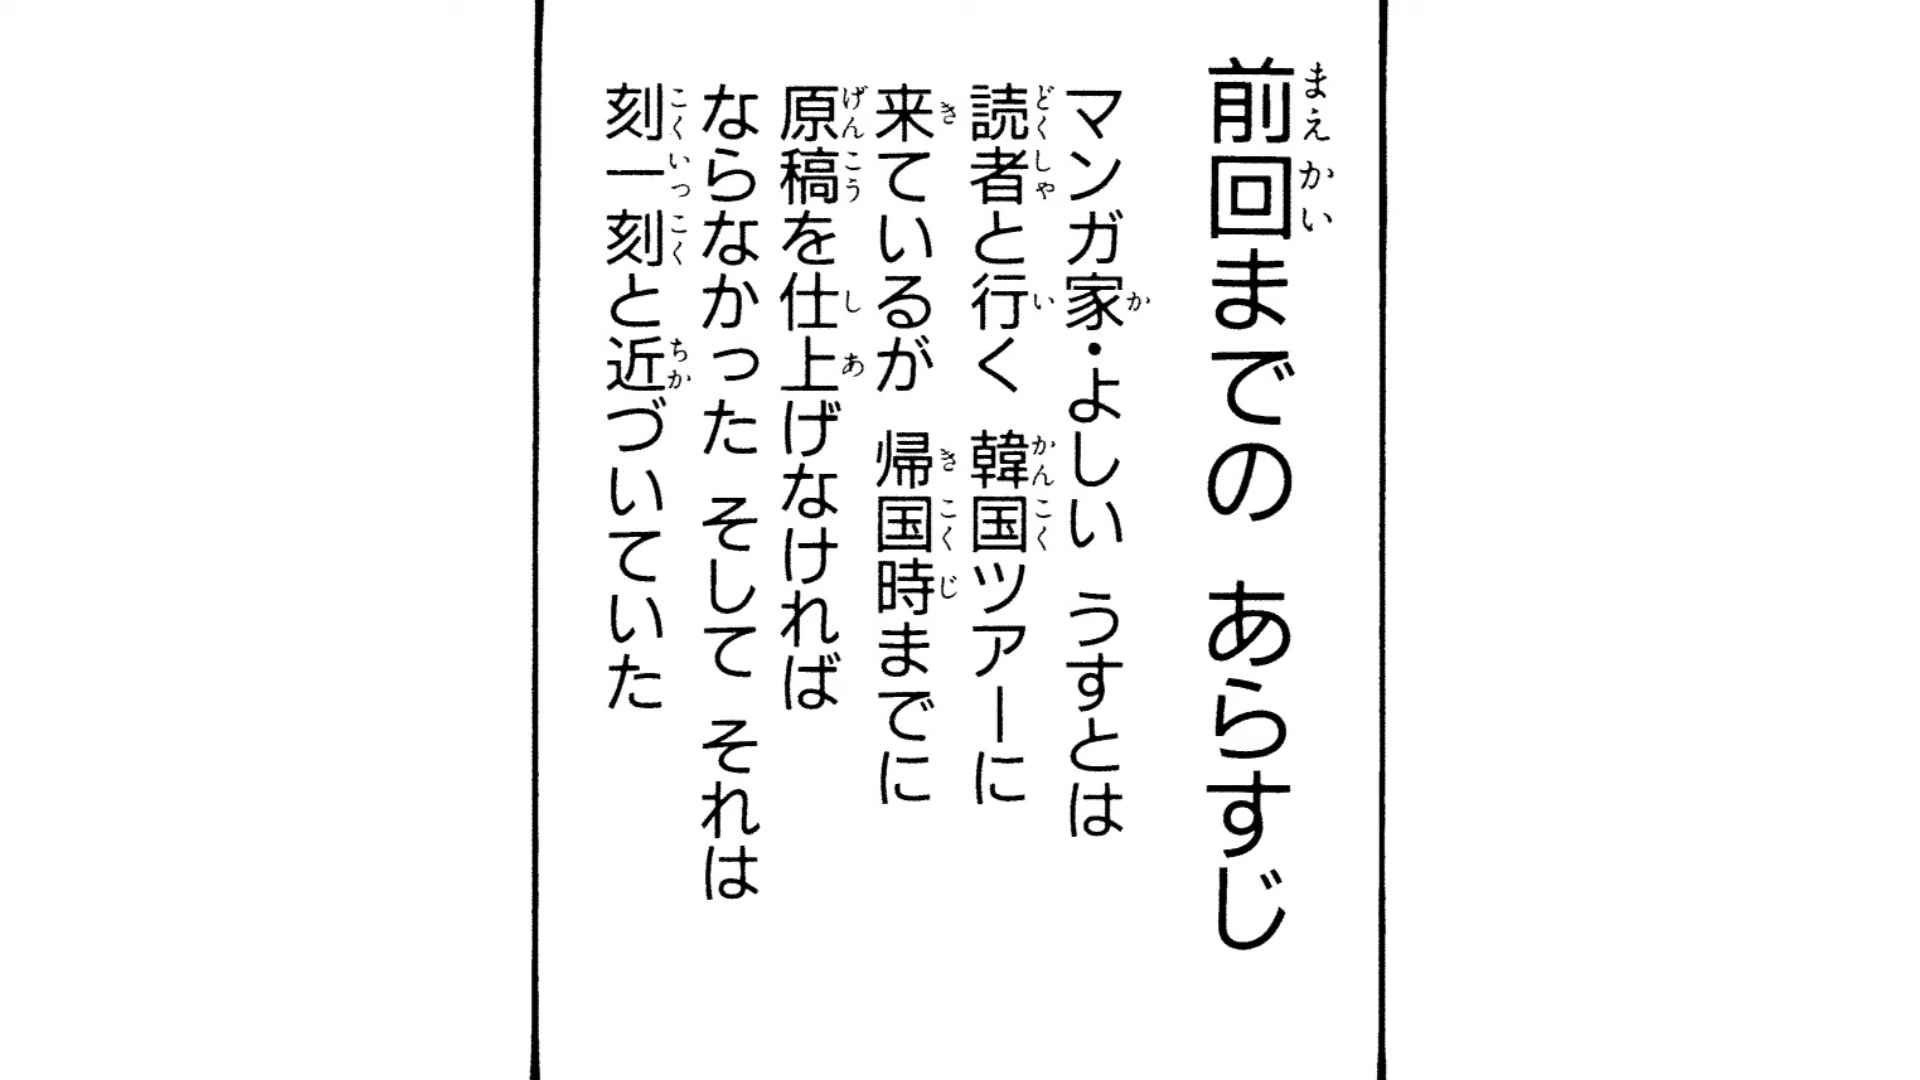 前回までの あらすじ
マンガ家・よしい うすとは
読者と行く 韓国ツアーに
来ているが 帰国時までに
原稿を仕上げなければ
ならなかった そして それは
刻一刻と近づいていた